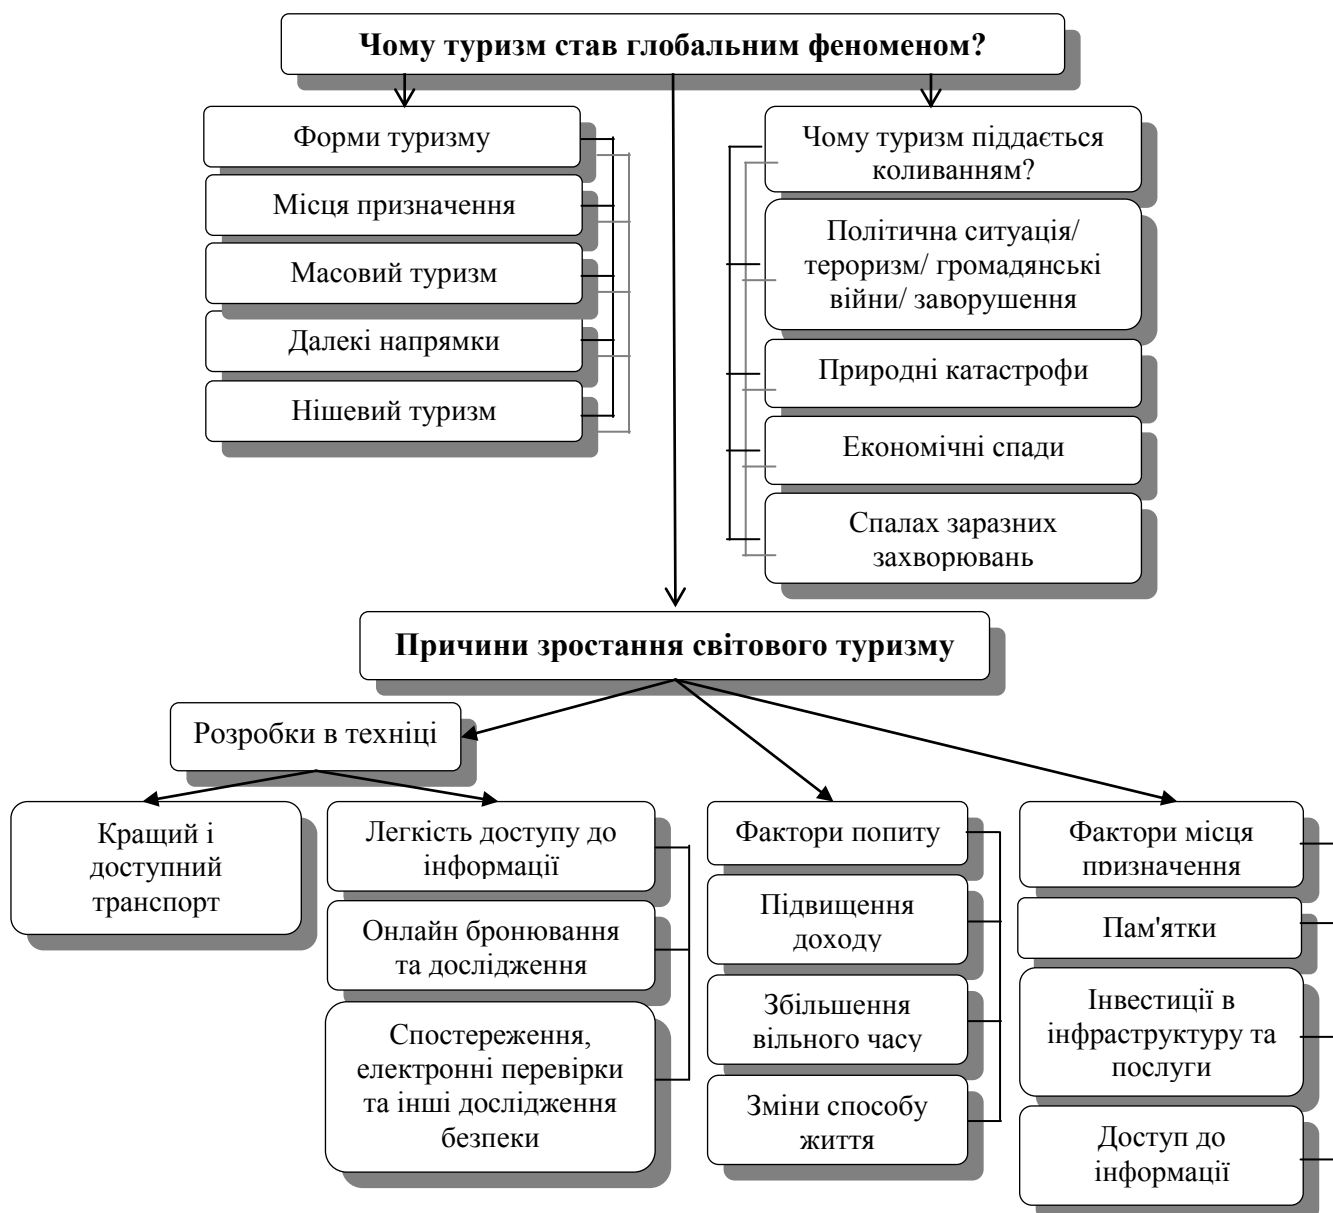 Чому туризм став глобальним феноменом?
Форми туризму
Місця призначення
Масовий туризм
Далекі напрямки
Нішевий туризм
Чому туризм піддається
коливанням?
Політична ситуація/
тероризм/ громадянські
війни/ заворушення
Природні катастрофи
Економічні спади
Спалах заразних
захворювань
Причини зростання світового туризму
Розробки в техніці
Кращий і
доступний
транспорт
Легкість доступу до
інформації
Онлайн бронювання
та дослідження
Спостереження,
електронні перевірки
та інші дослідження
безпеки
Фактори попиту
Підвищення
доходу
Збільшення
вільного часу
Зміни способу
життя
Фактори місця
призначення
Пам'ятки
Інвестиції в
інфраструктуру та
послуги
Доступ до
інформації